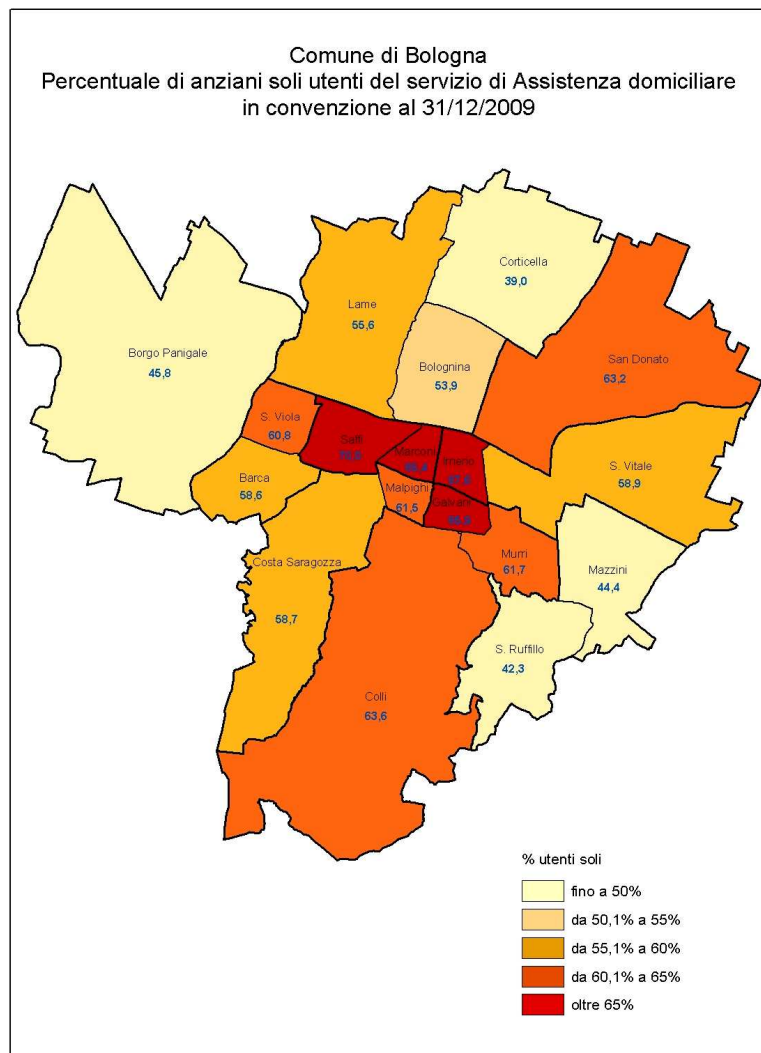 Comune di Bologna
Percentuale di anziani soli utenti del servizio di Assistenza domiciliare
in convenzione al 31/12/2009
Corticella
39,0
Lame
55,6
Borgo Panigale
45,8
Bolognina
53,9
San Donato
63,2
S. Viola
60,8
Saffi
Marconi
Irnerio
S. Vitale
58,9
Barca
58,6
Malpighi
61,5
Galvani
Murri
61,7
Mazzini
44,4
Costa Saragozza
58,7
S. Ruffillo
42,3
Colli
63,6
% utenti soli
fino a 50%
da 50,1% a 55%
da 55,1% a 60%
da 60,1% a 65%
oltre 65%